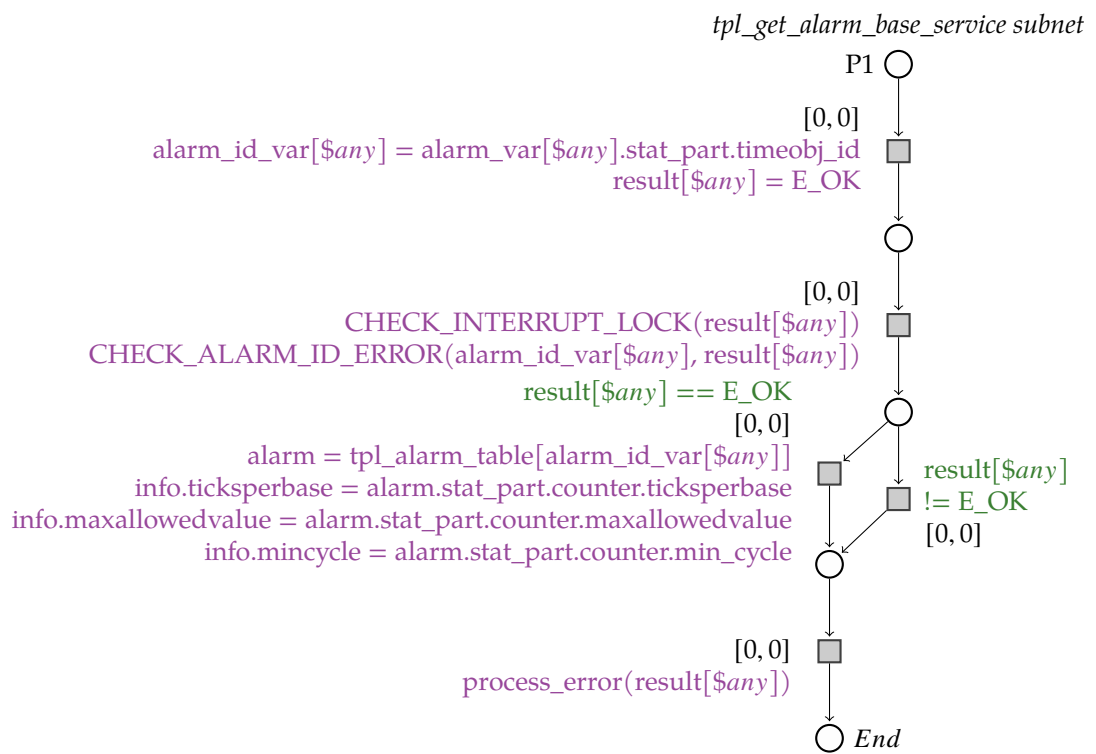 tpl_get_alarm_base_service subnet
P1
[0, 0]
alarm_id_var[$any] = alarm_var[$any].stat_part.timeobj_id
result[$any] = E_OK
[0, 0]
CHECK_INTERRUPT_LOCK(result[$any])
CHECK_ALARM_ID_ERROR(alarm_id_var[$any], result[$any])
result[$any] == E_OK
[0, 0]
alarm = tpl_alarm_table[alarm_id_var[$any]]
info.ticksperbase = alarm.stat_part.counter.ticksperbase
info.maxallowedvalue = alarm.stat_part.counter.maxallowedvalue
info.mincycle = alarm.stat_part.counter.min_cycle
result[$any]
!= E_OK
[0, 0]
[0, 0]
process_error(result[$any])
End